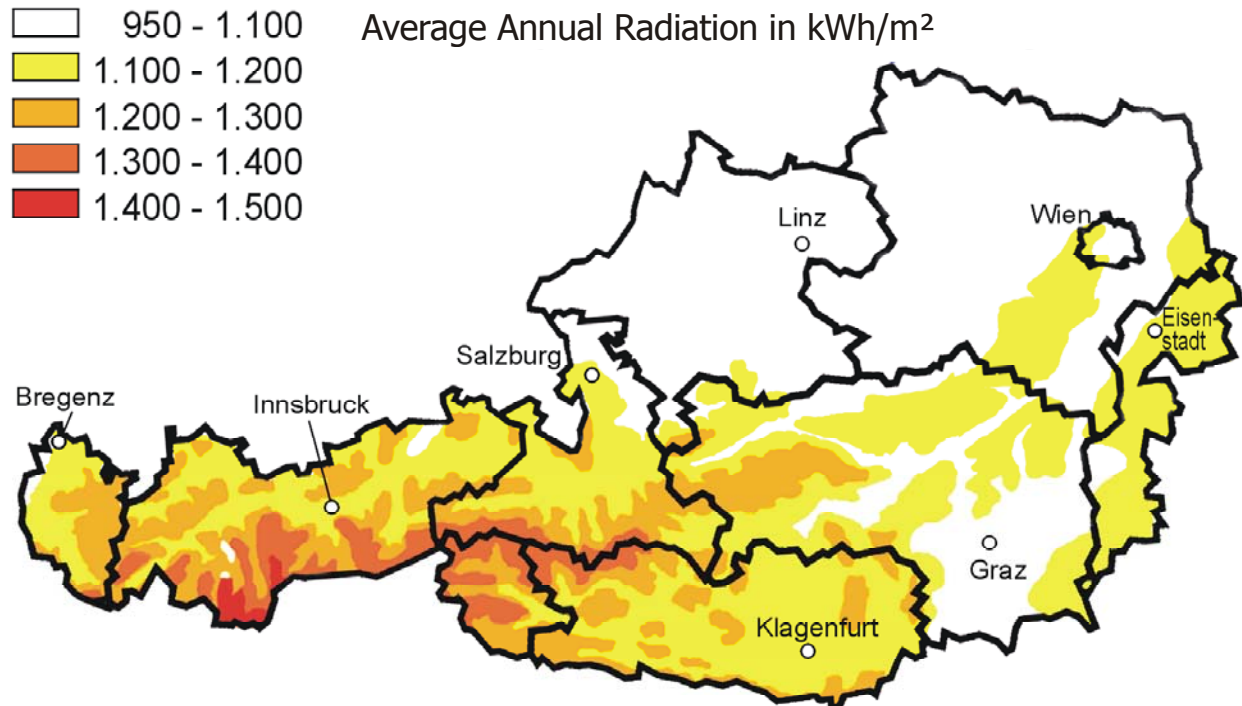 Average Annual Radiation in kWh/m²
950 - 1.100
1.100 - 1.200
1.200 - 1.300
1.300 - 1.400
1.400 - 1.500
Linz
Wien
Eisen-
stadt
Salzburg
Bregenz
Innsbruck
Graz
Klagenfurt